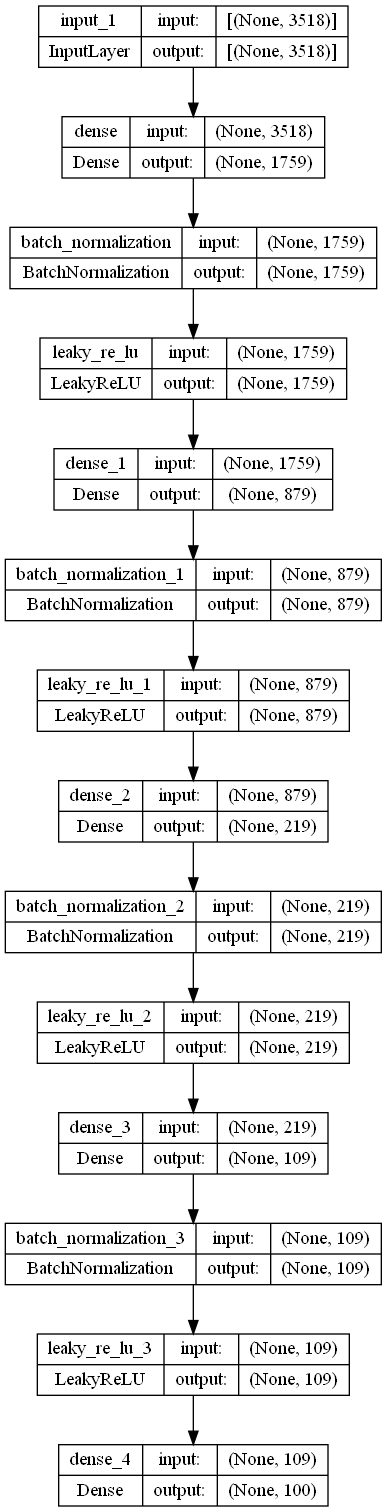 input_1 input: [(None, 3518)]
InputLayer output: [(None, 3518)]
dense input: (None, 3518)
Dense output: (None, 1759)
batch_normalization input: (None, 1759)
BatchNormalization output: (None, 1759)
leaky_re_lu input: (None, 1759)
LeakyReLU output: (None, 1759)
dense_1 input: (None, 1759)
Dense output: (None, 879)
batch_normalization_1 input: (None, 879)
BatchNormalization output: (None, 879)
leaky_re_lu_1 input: (None, 879)
LeakyReLU output: (None, 879)
dense_2 input: (None, 879)
Dense output: (None, 219)
batch_normalization_2 input: (None, 219)
BatchNormalization output: (None, 219)
leaky_re_lu_2 input: (None, 219)
LeakyReLU output: (None, 219)
dense_3 input: (None, 219)
Dense output: (None, 109)
batch_normalization_3 input: (None, 109)
BatchNormalization output: (None, 109)
leaky_re_lu_3 input: (None, 109)
LeakyReLU output: (None, 109)
dense_4 input: (None, 109)
Dense output: (None, 100)